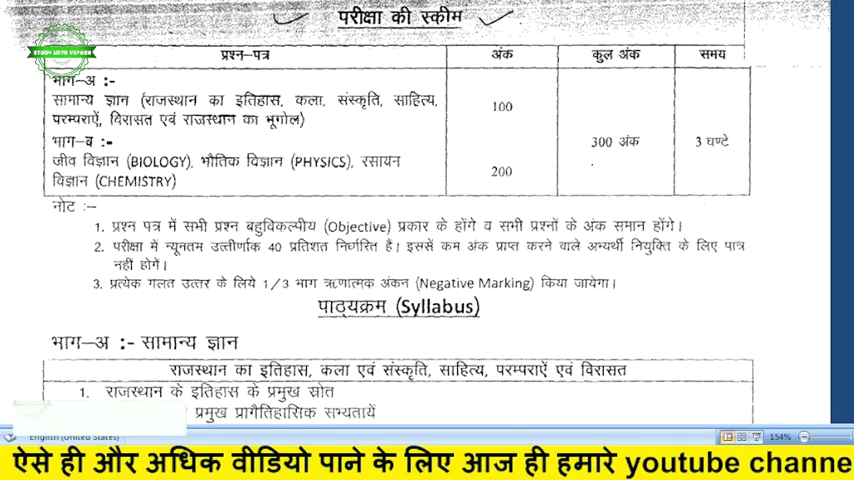 परीक्षा की स्कीम
STUDY WITH VIPEEN
प्रश्न–पत्र अंक कुल अंक समय
भाग–अ :–
सामान्य ज्ञान (राजस्थान का इतिहास, कला, संस्कृति, साहित्य, 100
परम्पराऐं, विरासत एवं राजस्थान का भूगोल)
भाग–ब :– 300 अंक 3 घण्टे
जीव विज्ञान (BIOLOGY), भौतिक विज्ञान (PHYSICS), रसायन 200
विज्ञान (CHEMISTRY)
नोट :–
1. प्रश्न पत्र में सभी प्रश्न बहुविकल्पीय (Objective) प्रकार के होंगे व सभी प्रश्नों के अंक समान होंगे।
2. परीक्षा में न्यूनतम उत्तीर्णाक 40 प्रतिशत निर्धारित है। इससें कम अंक प्राप्त करने वाले अभ्यर्थी नियुक्ति के लिए पात्र
नहीं होगें।
3. प्रत्येक गलत उत्तर के लिये 1/3 भाग ऋणात्मक अंकन (Negative Marking) किया जायेगा।
पाठ्यक्रम (Syllabus)
भाग–अ :- सामान्य ज्ञान
राजस्थान का इतिहास, कला एवं संस्कृति, साहित्य, परम्पराऐं एवं विरासत
1. राजस्थान के इतिहास के प्रमुख स्रोत
प्रमुख प्रागैतिहासिक सभ्यतायें
English (United States) 154%
ऐसे ही और अधिक वीडियो पाने के लिए आज ही हमारे youtube channe